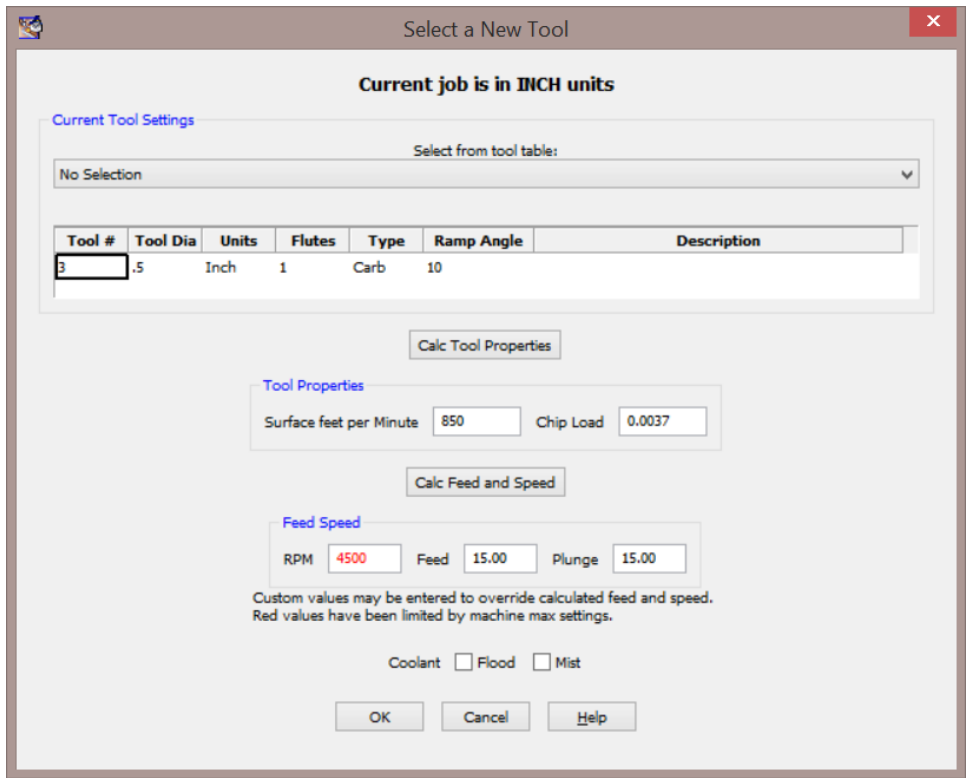 Select a New Tool
Current job is in INCH units
Current Tool Settings
Select from tool table:
No Selection
Tool # Tool Dia Units Flutes Type Ramp Angle Description
3 .5 Inch 1 Carb 10
Calc Tool Properties
Tool Properties
Surface feet per Minute 850 Chip Load 0.0037
Calc Feed and Speed
Feed Speed
RPM 4500 Feed 15.00 Plunge 15.00
Custom values may be entered to override calculated feed and speed.
Red values have been limited by machine max settings.
Coolant Flood Mist
OK Cancel Help